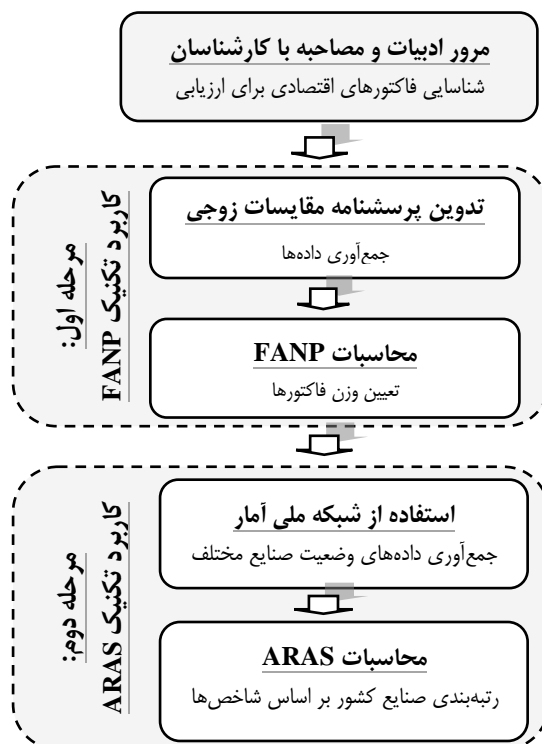 مرور ادبیات و مصاحبه با کارشناسان
شناسایی فاکتورهای اقتصادی برای ارزیابی
مرحله اول:
کاربرد تکنیک FANP
تدوین پرسشنامه مقایسات زوجی
جمع‌آوری داده‌ها
محاسبات FANP
تعیین وزن فاکتورها
مرحله دوم:
کاربرد تکنیک ARAS
استفاده از شبکه ملی آمار
جمع‌آوری داده‌های وضعیت صنایع مختلف
محاسبات ARAS
رتبه‌بندی صنایع کشور بر اساس شاخص‌ها